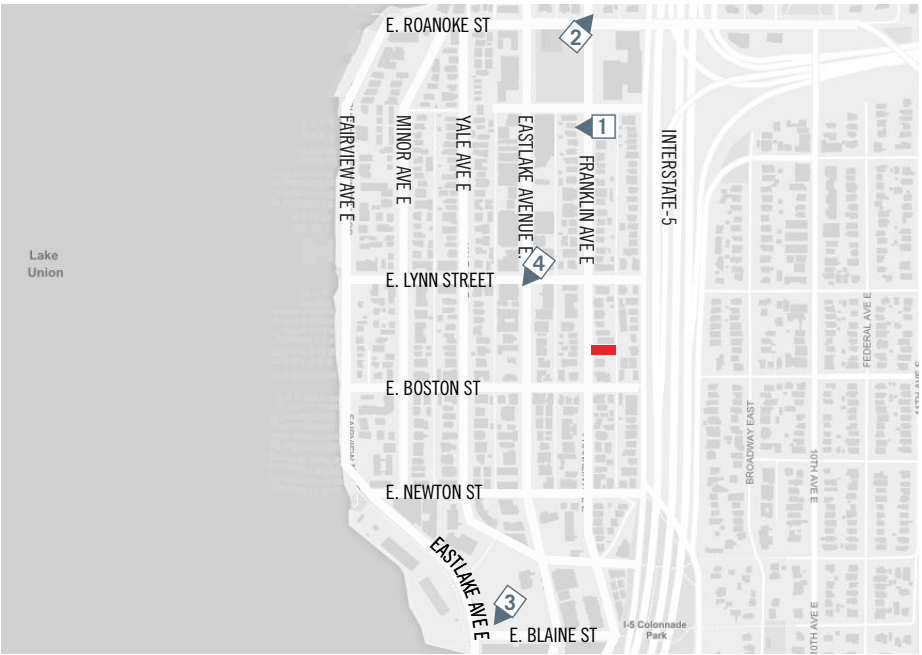 E. ROANOKE ST
2
1
FAIRVIEW AVE E
MINOR AVE E
YALE AVE E
EASTLAKE AVENUE E.
FRANKLIN AVE E
INTERSTATE-5
Lake
Union
4
E. LYNN STREET
FEDERAL AVE E
E. BOSTON ST
BROADWAY EAST
10TH AVE E
E. NEWTON ST
EASTLAKE AVE E
3
E. BLAINE ST
I-5 Colonnade
Park
10TH AVE E